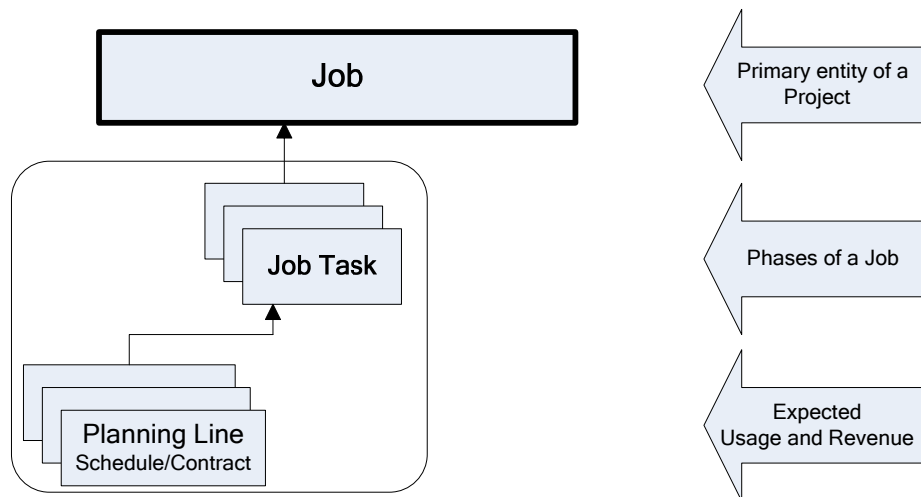 Job
Primary entity of a
Project
Job Task
Phases of a Job
Planning Line
Schedule/Contract
Expected
Usage and Revenue